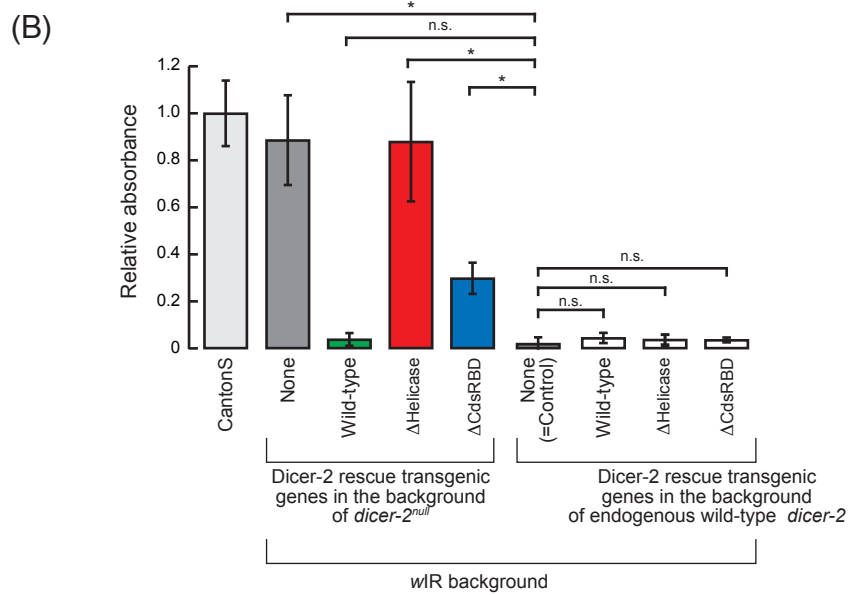 (B)
*
n.s.
*
*
1.2
1.0
0.8
0.6
0.4
0.2
0
Relative absorbance
n.s.
n.s.
n.s.
CantonS
None
Wild-type
ΔHelicase
ΔCdsRBD
None
(=Control)
Wild-type
ΔHelicase
ΔCdsRBD
Dicer-2 rescue transgenic
genes in the background
of dicer-2null
Dicer-2 rescue transgenic
genes in the background
of endogenous wild-type dicer-2
wIR background